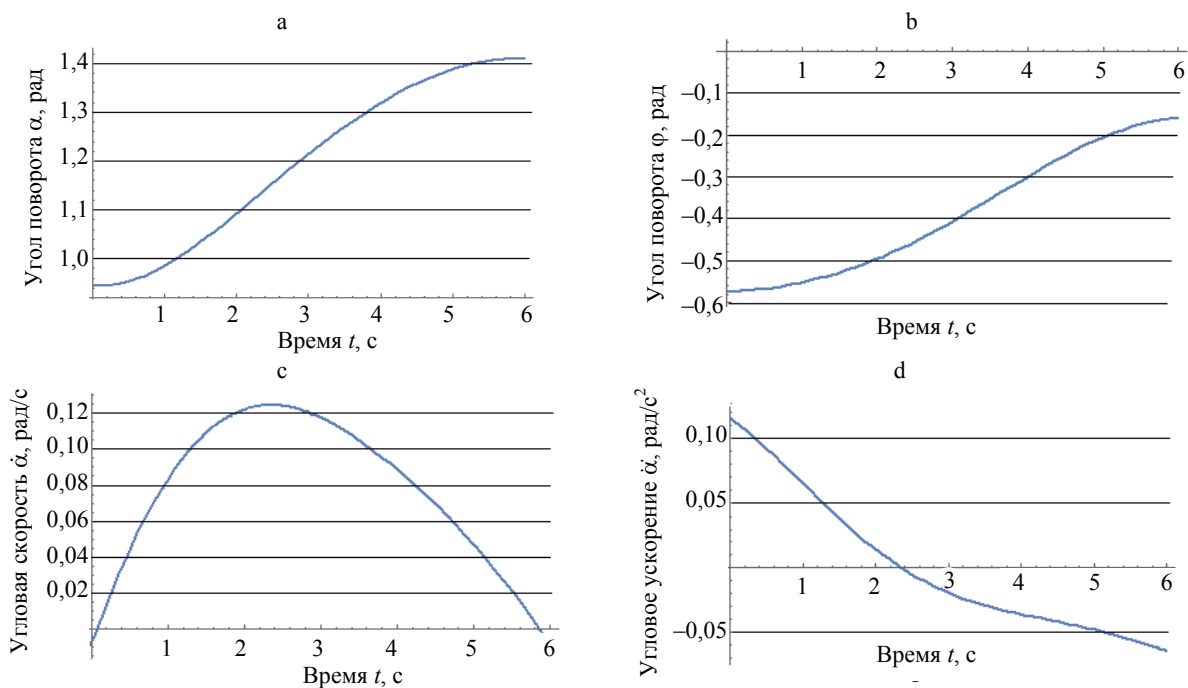 a
Угол поворота α, рад
1,4
1,3
1,2
1,1
1,0
1 2 3 4 5 6
Время t, с
b
Угол поворота φ, рад
1 2 3 4 5 6
–0,1
–0,2
–0,3
–0,4
–0,5
–0,6
Время t, с
c
Угловая скорость α̇, рад/с
0,12
0,10
0,08
0,06
0,04
0,02
1 2 3 4 5 6
Время t, с
d
Угловое ускорение α̈, рад/с²
0,10
0,05
1 2 3 4 5 6
–0,05
Время t, с